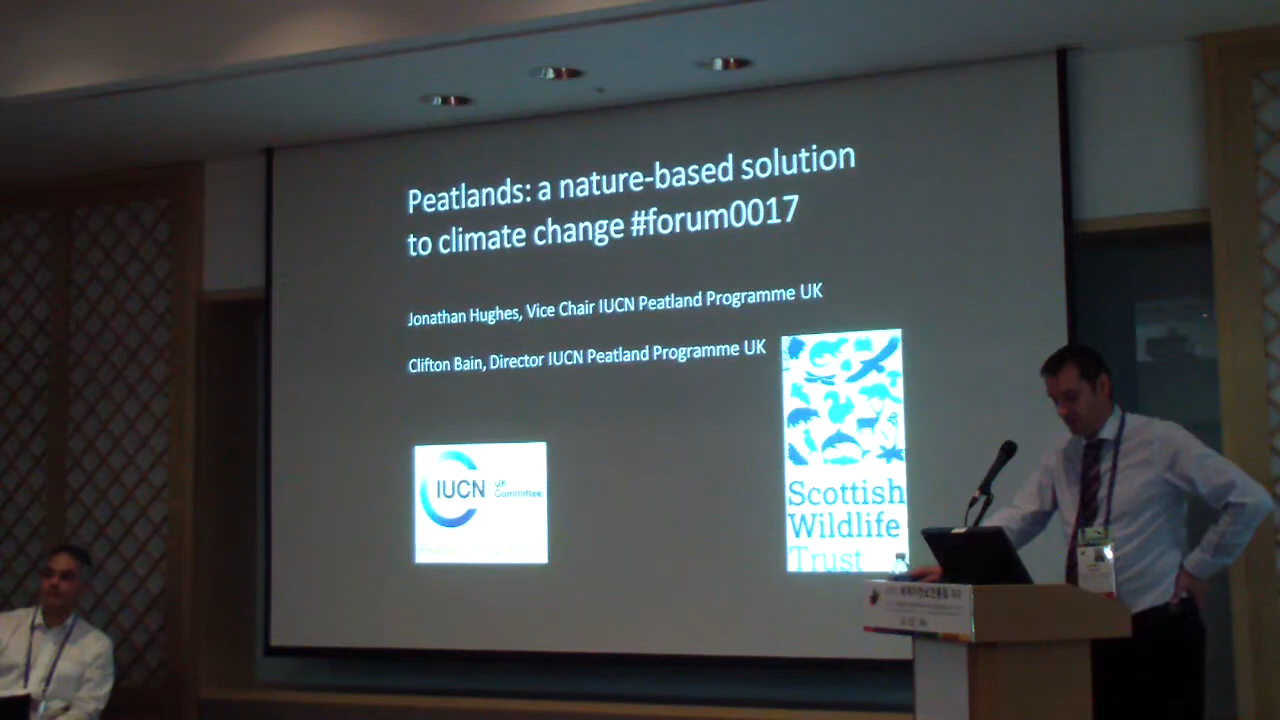 Peatlands: a nature-based solution
to climate change #forum0017
Jonathan Hughes, Vice Chair IUCN Peatland Programme UK
Clifton Bain, Director IUCN Peatland Programme UK
IUCN
UK
Committee
Scottish
Wildlife
Trust